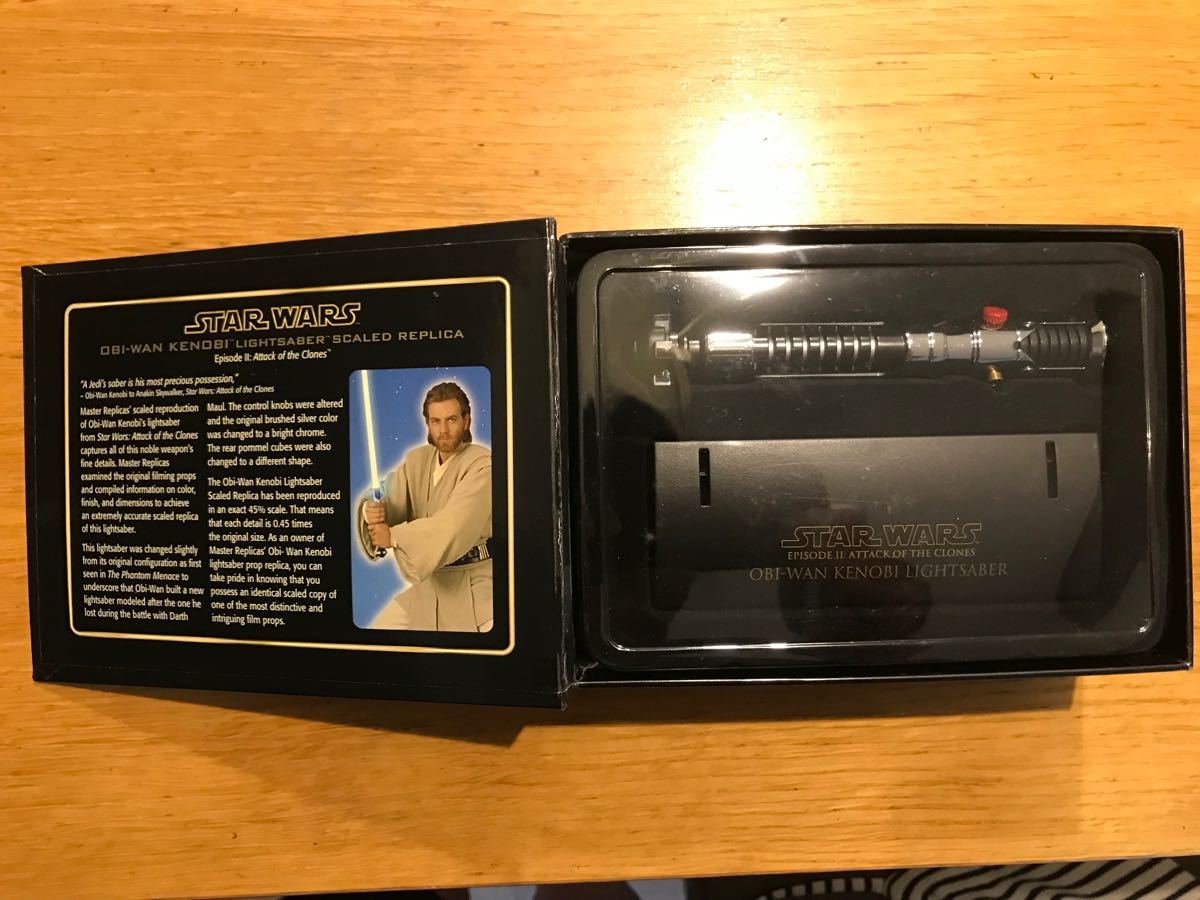 STAR WARS
OBI-WAN KENOBI™ LIGHTSABER™ SCALED REPLICA
Episode II: Attack of the Clones™
"A Jedi's saber is his most precious possession,"
– Obi-Wan Kenobi to Anakin Skywalker, Star Wars: Attack of the Clones
Master Replicas' scaled reproduction
of Obi-Wan Kenobi's lightsaber
from Star Wars: Attack of the Clones
captures all of this noble weapon's
fine details. Master Replicas
examined the original filming props
and compiled information on color,
finish, and dimensions to achieve
an extremely accurate scaled replica
of this lightsaber.
This lightsaber was changed slightly
from its original configuration as first
seen in The Phantom Menace to
underscore that Obi-Wan built a new
lightsaber modeled after the one he
lost during the battle with Darth
Maul. The control knobs were altered
and the original brushed silver color
was changed to a bright chrome.
The rear pommel cubes were also
changed to a different shape.
The Obi-Wan Kenobi Lightsaber
Scaled Replica has been reproduced
in an exact 45% scale. That means
that each detail is 0.45 times
the original size. As an owner of
Master Replicas' Obi- Wan Kenobi
lightsaber prop replica, you can
take pride in knowing that you
possess an identical scaled copy of
one of the most distinctive and
intriguing film props.
STAR WARS
EPISODE II: ATTACK OF THE CLONES
OBI-WAN KENOBI LIGHTSABER